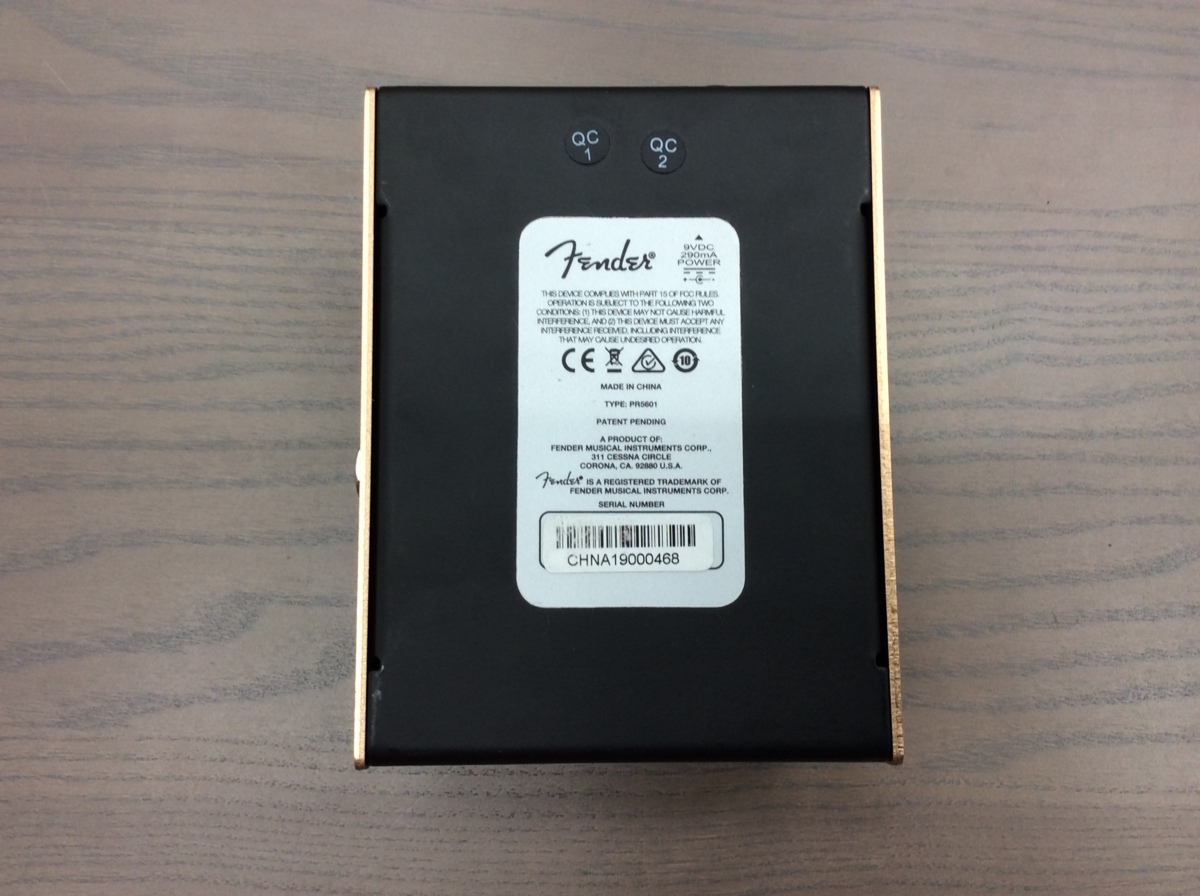 QC
1
QC
2
Fender®
9VDC
290mA
POWER
THIS DEVICE COMPLIES WITH PART 15 OF FCC RULES.
OPERATION IS SUBJECT TO THE FOLLOWING TWO
CONDITIONS: (1) THIS DEVICE MAY NOT CAUSE HARMFUL
INTERFERENCE, AND (2) THIS DEVICE MUST ACCEPT ANY
INTERFERENCE RECEIVED, INCLUDING INTERFERENCE
THAT MAY CAUSE UNDESIRED OPERATION.
CE 10
MADE IN CHINA
TYPE: PR5601
PATENT PENDING
A PRODUCT OF:
FENDER MUSICAL INSTRUMENTS CORP.,
311 CESSNA CIRCLE
CORONA, CA. 92880 U.S.A.
Fender® IS A REGISTERED TRADEMARK OF
FENDER MUSICAL INSTRUMENTS CORP.
SERIAL NUMBER
CHNA19000468